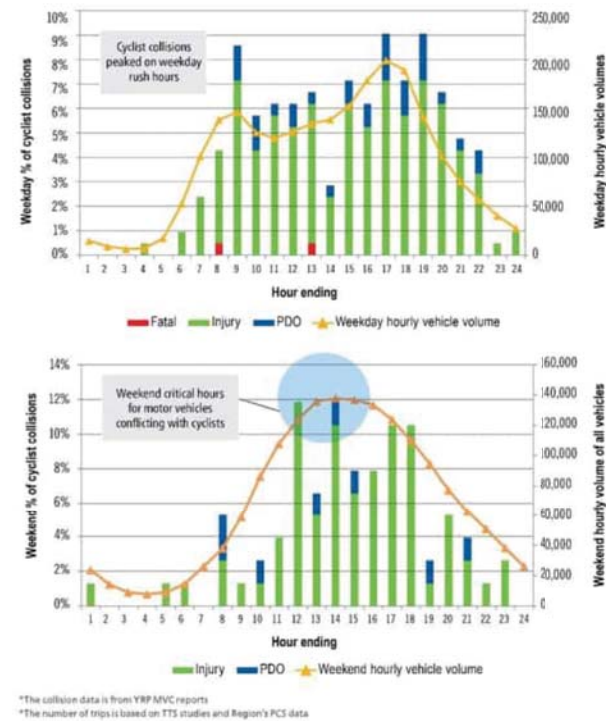 10%
9%
8%
7%
6%
5%
4%
3%
2%
1%
0%
Weekday % of cyclist collisions
Cyclist collisions
peaked on weekday
rush hours
250,000
200,000
150,000
100,000
50,000
0
Weekday hourly vehicle volumes
1 2 3 4 5 6 7 8 9 10 11 12 13 14 15 16 17 18 19 20 21 22 23 24
Hour ending
Fatal Injury PDO Weekday hourly vehicle volume
14%
12%
10%
8%
6%
4%
2%
0%
Weekend % of cyclist collisions
Weekend critical hours
for motor vehicles
conflicting with cyclists
160,000
140,000
120,000
100,000
80,000
60,000
40,000
20,000
0
Weekend hourly volume of all vehicles
1 2 3 4 5 6 7 8 9 10 11 12 13 14 15 16 17 18 19 20 21 22 23 24
Hour ending
Injury PDO Weekend hourly vehicle volume
*The collision data is from YRP MVC reports
*The number of trips is based on TTS studies and Region's PCS data